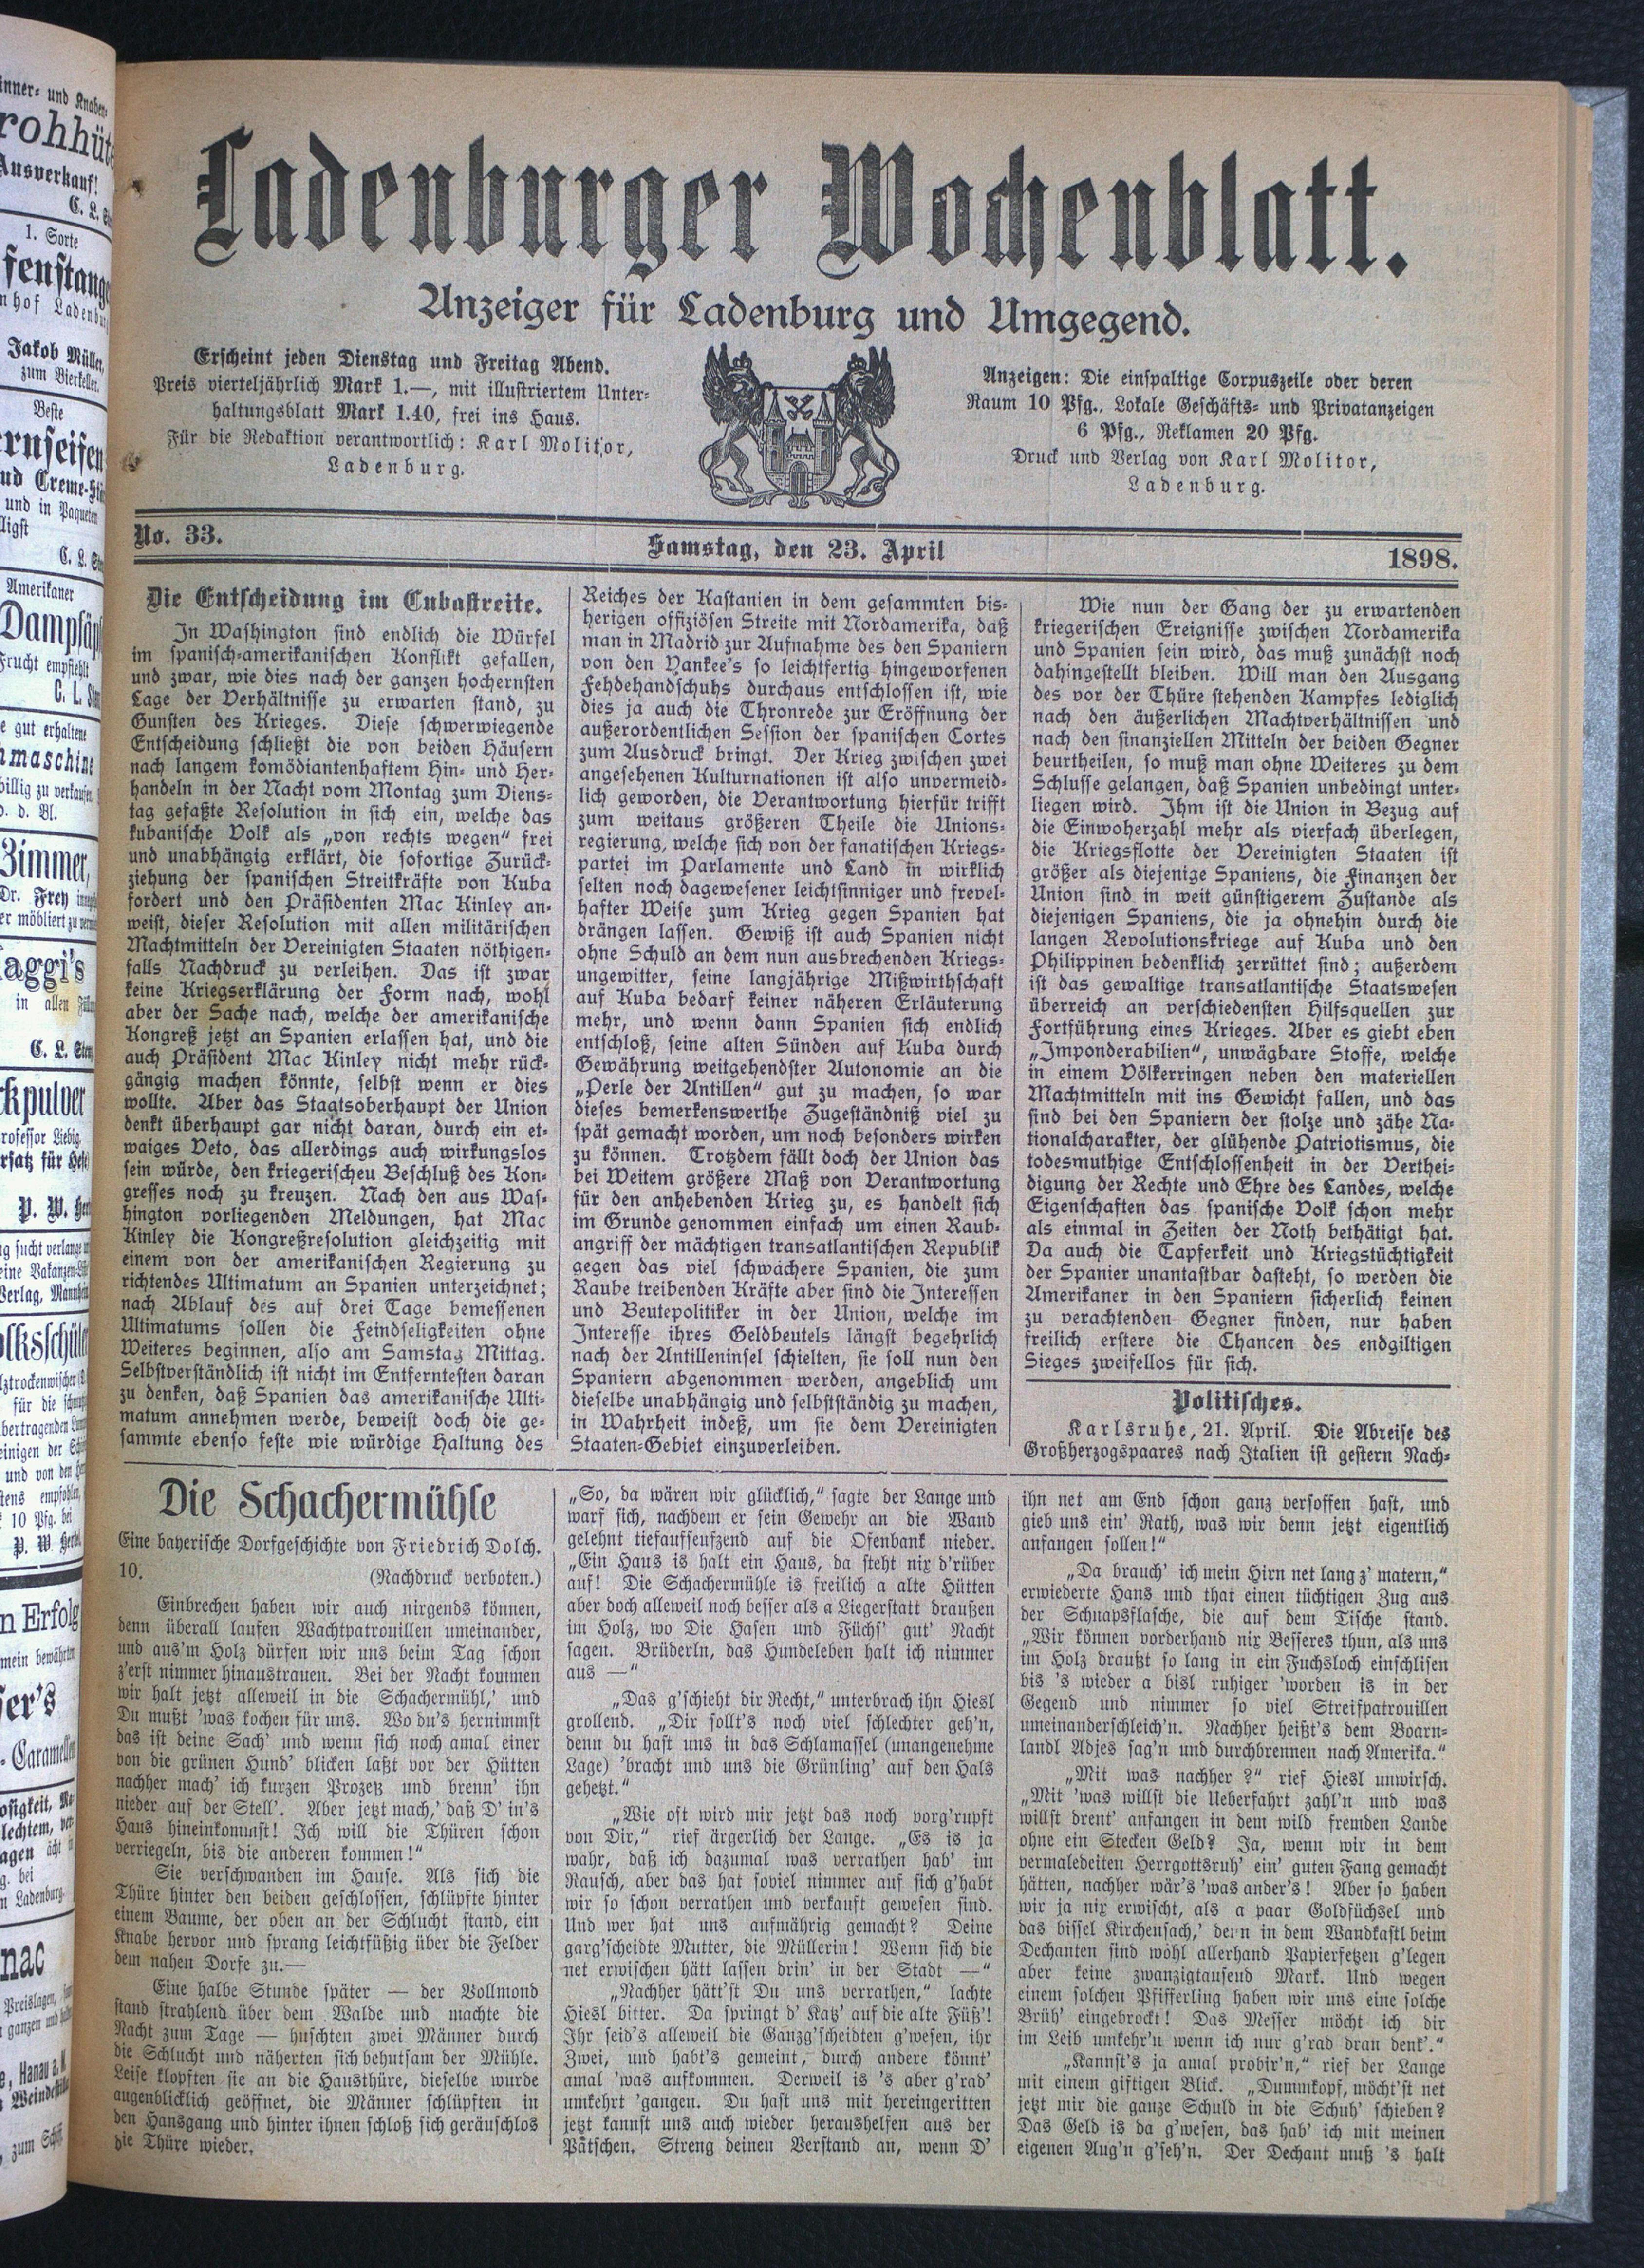 Ladenburger Wochenblatt.
Anzeiger für Ladenburg und Umgegend.
Erscheint jeden Dienstag und Freitag Abend.
Preis vierteljährlich Mark 1.—, mit illustriertem Unter-
haltungsblatt Mark 1.40, frei ins Haus.
Für die Redaktion verantwortlich: Karl Molitor,
Ladenburg.
Anzeigen: Die einspaltige Corpuszeile oder deren
Raum 10 Pfg., Lokale Geschäfts- und Privatanzeigen
6 Pfg., Reklamen 20 Pfg.
Druck und Verlag von Karl Molitor,
Ladenburg.
No. 33.
Samstag, den 23. April
1898.
Die Entscheidung im Cubastreite.
In Washington sind endlich die Würfel
im spanisch-amerikanischen Konflikt gefallen,
und zwar, wie dies nach der ganzen hochernsten
Lage der Verhältnisse zu erwarten stand, zu
Gunsten des Krieges. Diese schwerwiegende
Entscheidung schließt die von beiden Häusern
nach langem komödiantenhaftem Hin- und Her-
handeln in der Nacht vom Montag zum Diens-
tag gefaßte Resolution in sich ein, welche das
kubanische Volk als „von rechts wegen“ frei
und unabhängig erklärt, die sofortige Zurück-
ziehung der spanischen Streitkräfte von Kuba
fordert und den Präsidenten Mac Kinley an-
weist, dieser Resolution mit allen militärischen
Machtmitteln der Vereinigten Staaten nöthigen-
falls Nachdruck zu verleihen. Das ist zwar
keine Kriegserklärung der Form nach, wohl
aber der Sache nach, welche der amerikanische
Kongreß jetzt an Spanien erlassen hat, und die
auch Präsident Mac Kinley nicht mehr rück-
gängig machen könnte, selbst wenn er dies
wollte. Aber das Staatsoberhaupt der Union
denkt überhaupt gar nicht daran, durch ein et-
waiges Veto, das allerdings auch wirkungslos
sein würde, den kriegerischeu Beschluß des Kon-
gresses noch zu kreuzen. Nach den aus Was-
hington vorliegenden Meldungen, hat Mac
Kinley die Kongreßresolution gleichzeitig mit
einem von der amerikanischen Regierung zu
richtendes Ultimatum an Spanien unterzeichnet;
nach Ablauf des auf drei Tage bemessenen
Ultimatums sollen die Feindseligkeiten ohne
Weiteres beginnen, also am Samstag Mittag.
Selbstverständlich ist nicht im Entferntesten daran
zu denken, daß Spanien das amerikanische Ulti-
matum annehmen werde, beweist doch die ge-
sammte ebenso feste wie würdige Haltung des
Reiches der Kastanien in dem gesammten bis-
herigen offiziösen Streite mit Nordamerika, daß
man in Madrid zur Aufnahme des den Spaniern
von den Yankee's so leichtfertig hingeworfenen
Fehdehandschuhs durchaus entschlossen ist, wie
dies ja auch die Thronrede zur Eröffnung der
außerordentlichen Session der spanischen Cortes
zum Ausdruck bringt. Der Krieg zwischen zwei
angesehenen Kulturnationen ist also unvermeid-
lich geworden, die Verantwortung hierfür trifft
zum weitaus größeren Theile die Unions-
regierung, welche sich von der fanatischen Kriegs-
partei im Parlamente und Land in wirklich
selten noch dagewesener leichtsinniger und frevel-
hafter Weise zum Krieg gegen Spanien hat
drängen lassen. Gewiß ist auch Spanien nicht
ohne Schuld an dem nun ausbrechenden Kriegs-
ungewitter, seine langjährige Mißwirthschaft
auf Kuba bedarf keiner näheren Erläuterung
mehr, und wenn dann Spanien sich endlich
entschloß, seine alten Sünden auf Kuba durch
Gewährung weitgehendster Autonomie an die
„Perle der Antillen“ gut zu machen, so war
dieses bemerkenswerthe Zugeständniß viel zu
spät gemacht worden, um noch besonders wirken
zu können. Trotzdem fällt doch der Union das
bei Weitem größere Maß von Verantwortung
für den anhebenden Krieg zu, es handelt sich
im Grunde genommen einfach um einen Raub-
angriff der mächtigen transatlantischen Republik
gegen das viel schwächere Spanien, die zum
Raube treibenden Kräfte aber sind die Interessen
und Beutepolitiker in der Union, welche im
Interesse ihres Geldbeutels längst begehrlich
nach der Antilleninsel schielten, sie soll nun den
Spaniern abgenommen werden, angeblich um
dieselbe unabhängig und selbstständig zu machen,
in Wahrheit indeß, um sie dem Vereinigten
Staaten-Gebiet einzuverleiben.
Wie nun der Gang der zu erwartenden
kriegerischen Ereignisse zwischen Nordamerika
und Spanien sein wird, das muß zunächst noch
dahingestellt bleiben. Will man den Ausgang
des vor der Thüre stehenden Kampfes lediglich
nach den äußerlichen Machtverhältnissen und
nach den finanziellen Mitteln der beiden Gegner
beurtheilen, so muß man ohne Weiteres zu dem
Schlusse gelangen, daß Spanien unbedingt unter-
liegen wird. Ihm ist die Union in Bezug auf
die Einwoherzahl mehr als vierfach überlegen,
die Kriegsflotte der Vereinigten Staaten ist
größer als diejenige Spaniens, die Finanzen der
Union sind in weit günstigerem Zustande als
diejenigen Spaniens, die ja ohnehin durch die
langen Revolutionskriege auf Kuba und den
Philippinen bedenklich zerrüttet sind; außerdem
ist das gewaltige transatlantische Staatswesen
überreich an verschiedensten Hilfsquellen zur
Fortführung eines Krieges. Aber es giebt eben
„Imponderabilien“, unwägbare Stoffe, welche
in einem Völkerringen neben den materiellen
Machtmitteln mit ins Gewicht fallen, und das
sind bei den Spaniern der stolze und zähe Na-
tionalcharakter, der glühende Patriotismus, die
todesmuthige Entschlossenheit in der Verthei-
digung der Rechte und Ehre des Landes, welche
Eigenschaften das spanische Volk schon mehr
als einmal in Zeiten der Noth bethätigt hat.
Da auch die Tapferkeit und Kriegstüchtigkeit
der Spanier unantastbar dasteht, so werden die
Amerikaner in den Spaniern sicherlich keinen
zu verachtenden Gegner finden, nur haben
freilich erstere die Chancen des endgiltigen
Sieges zweifellos für sich.
Politisches.
Karlsruhe, 21. April. Die Abreise des
Großherzogspaares nach Italien ist gestern Nach-
Die Schachermühle
Eine bayerische Dorfgeschichte von Friedrich Dolch.
10. (Nachdruck verboten.)
Einbrechen haben wir auch nirgends können,
denn überall laufen Wachtpatrouillen umeinander,
und aus'm Holz dürfen wir uns beim Tag schon
z'erst nimmer hinaustrauen. Bei der Nacht kommen
wir halt jetzt alleweil in die Schachermühl,' und
Du mußt 'was kochen für uns. Wo du's hernimmst
das ist deine Sach' und wenn sich noch amal einer
von die grünen Hund' blicken laßt vor der Hütten
nachher mach' ich kurzen Prozeß und brenn' ihn
nieder auf der Stell'. Aber jetzt mach,' daß D' in's
Haus hineinkommst! Ich will die Thüren schon
verriegeln, bis die anderen kommen!“
Sie verschwanden im Hause. Als sich die
Thüre hinter den beiden geschlossen, schlüpfte hinter
einem Baume, der oben an der Schlucht stand, ein
Knabe hervor und sprang leichtfüßig über die Felder
dem nahen Dorfe zu.—
Eine halbe Stunde später — der Vollmond
stand strahlend über dem Walde und machte die
Nacht zum Tage — huschten zwei Männer durch
die Schlucht und näherten sich behutsam der Mühle.
Leise klopften sie an die Hausthüre, dieselbe wurde
augenblicklich geöffnet, die Männer schlüpften in
den Hausgang und hinter ihnen schloß sich geräuschlos
die Thüre wieder.
„So, da wären wir glücklich,“ sagte der Lange und
warf sich, nachdem er sein Gewehr an die Wand
gelehnt tiefaufseufzend auf die Ofenbank nieder.
„Ein Haus is halt ein Haus, da steht nix d'rüber
auf! Die Schachermühle is freilich a alte Hütten
aber doch alleweil noch besser als a Liegerstatt draußen
im Holz, wo Die Hasen und Füchs' gut' Nacht
sagen. Brüderln, das Hundeleben halt ich nimmer
aus —“
„Das g'schieht dir Recht,“ unterbrach ihn Hiesl
grollend. „Dir sollt's noch viel schlechter geh'n,
denn du hast uns in das Schlamassel (unangenehme
Lage) 'bracht und uns die Grünling' auf den Hals
gehetzt.“
„Wie oft wird mir jetzt das noch vorg'rupft
von Dir,“ rief ärgerlich der Lange. „Es is ja
wahr, daß ich dazumal was verrathen hab' im
Rausch, aber das hat soviel nimmer auf sich g'habt
wir so schon verrathen und verkauft gewesen sind.
Und wer hat uns aufmährig gemacht? Deine
garg'scheidte Mutter, die Müllerin! Wenn sich die
net erwischen hätt lassen drin' in der Stadt —“
„Nachher hätt'st Du uns verrathen,“ lachte
Hiesl bitter. Da springt d' Katz' auf die alte Füß'!
Ihr seid's alleweil die Ganzg'scheidten g'wesen, ihr
Zwei, und habt's gemeint, durch andere könnt'
amal 'was aufkommen. Derweil is 's aber g'rad'
umkehrt 'gangen. Du hast uns mit hereingeritten
jetzt kannst uns auch wieder heraushelfen aus der
Pätschen. Streng deinen Verstand an, wenn D'
ihn net am End schon ganz versoffen hast, und
gieb uns ein' Rath, was wir denn jetzt eigentlich
anfangen sollen!“
„Da brauch' ich mein Hirn net lang z' matern,“
erwiederte Hans und that einen tüchtigen Zug aus
der Schnapsflasche, die auf dem Tische stand.
„Wir können vorderhand nix Besseres thun, als uns
im Holz draußt so lang in ein Fuchsloch einschlisen
bis 's wieder a bisl ruhiger 'worden is in der
Gegend und nimmer so viel Streifpatrouillen
umeinanderschleich'n. Nachher heißt's dem Boarn-
landl Adjes sag'n und durchbrennen nach Amerika.“
„Mit was nachher?“ rief Hiesl unwirsch.
„Mit 'was willst die Ueberfahrt zahl'n und was
willst drent' anfangen in dem wild fremden Lande
ohne ein Stecken Geld? Ja, wenn wir in dem
vermaledeiten Herrgottsruh' ein' guten Fang gemacht
hätten, nachher wär's 'was ander's! Aber so haben
wir ja nix erwischt, als a paar Goldfüchsel und
das bissel Kirchensach,' denn in dem Wandkastl beim
Dechanten sind wohl allerhand Papierfetzen g'legen
aber keine zwanzigtausend Mark. Und wegen
einem solchen Pfifferling haben wir uns eine solche
Brüh' eingebrockt! Das Messer möcht ich dir
im Leib umkehr'n wenn ich nur g'rad dran denk'.“
„Kannst's ja amal probir'n,“ rief der Lange
mit einem giftigen Blick. „Dummkopf, möcht'st net
jetzt mir die ganze Schuld in die Schuh' schieben?
Das Geld is da g'wesen, das hab' ich mit meinen
eigenen Aug'n g'seh'n. Der Dechant muß 's halt